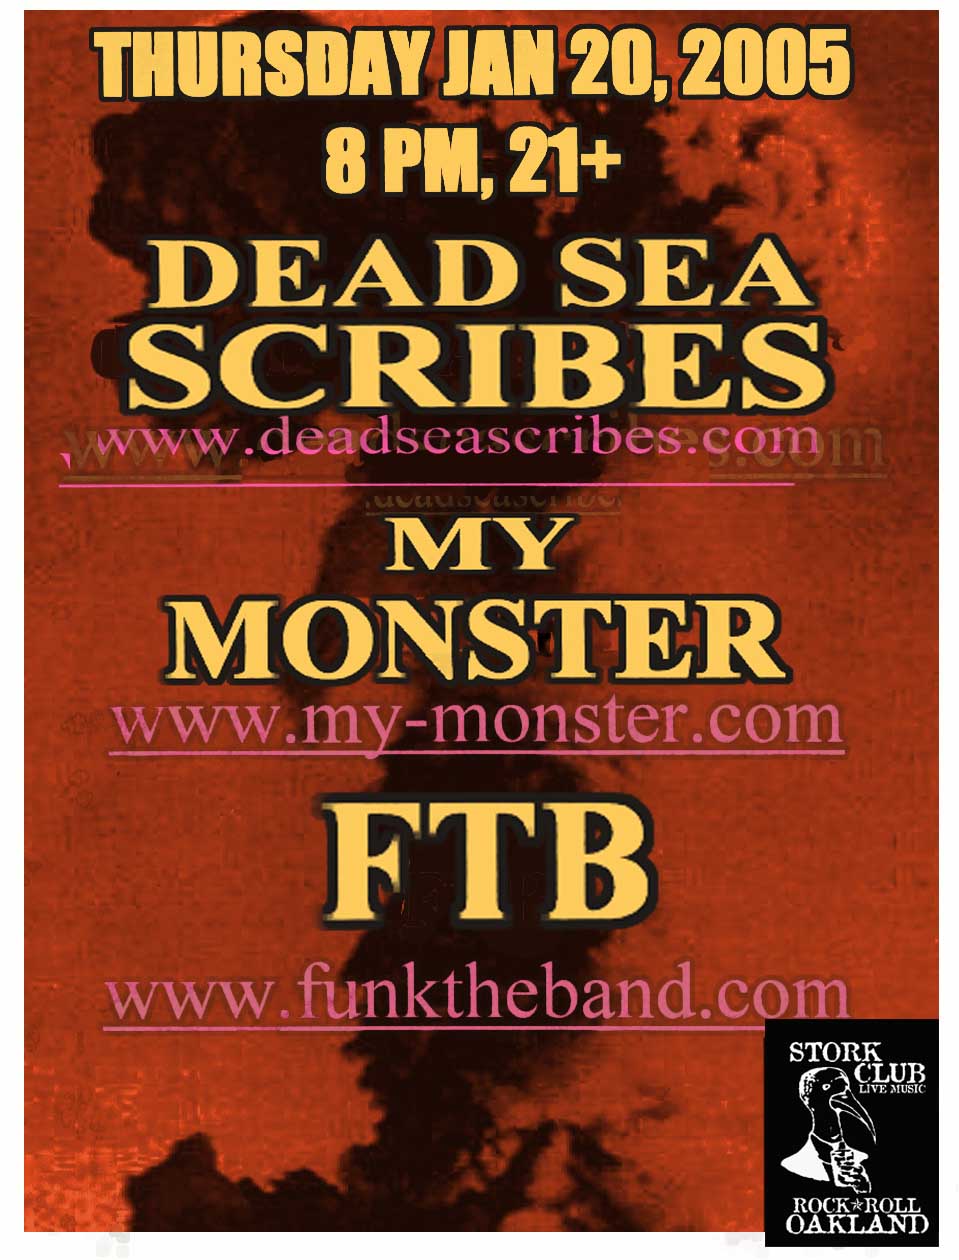 THURSDAY JAN 20, 2005
8 PM, 21+
DEAD SEA
SCRIBES
www.deadseascribes.com
MY
MONSTER
www.my-monster.com
FTB
www.funktheband.com
STORK
CLUB
LIVE MUSIC
ROCK★ROLL
OAKLAND